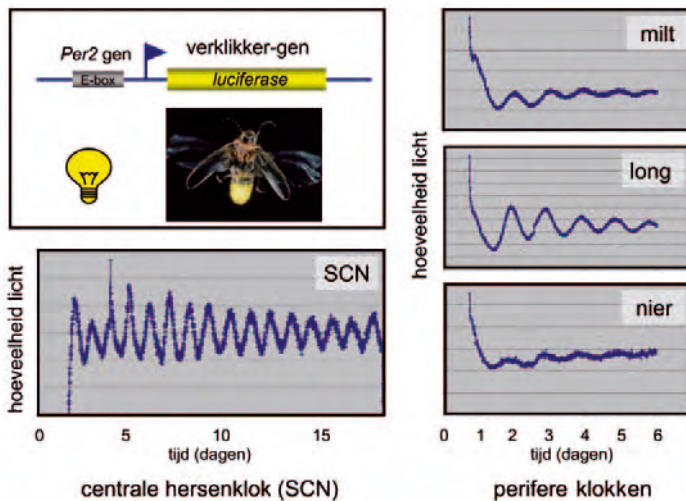 Per2 gen
verklikker-gen
E-box
luciferase
hoeveelheid licht
SCN
0 5 10 15
tijd (dagen)
centrale hersenklok (SCN)
milt
long
hoeveelheid licht
nier
0 1 2 3 4 5 6
tijd (dagen)
perifere klokken